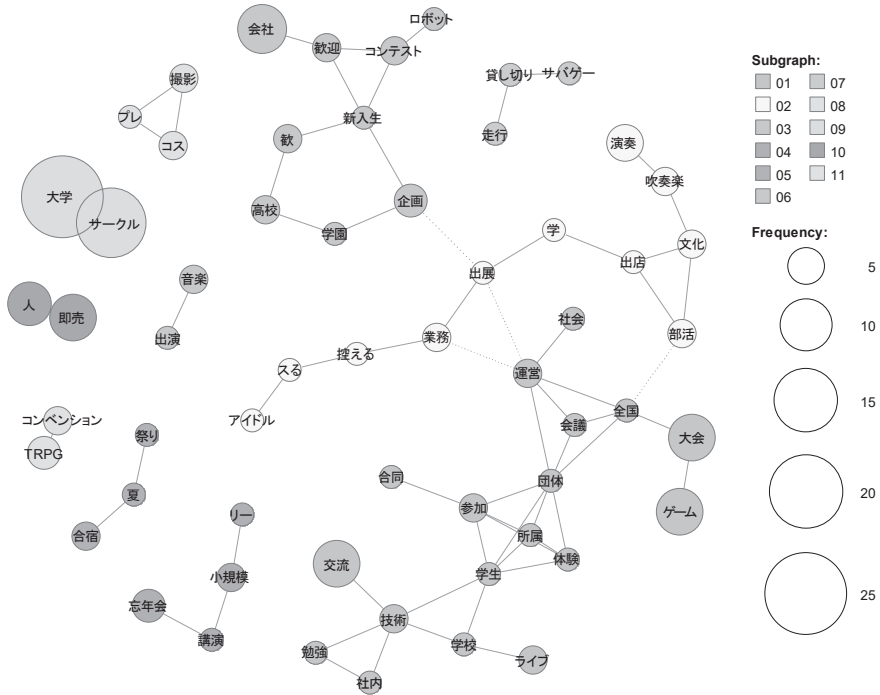 ロボット
会社
歓迎
コンテスト
撮影
貸し切り
サバゲー
プレ
新入生
コス
歓
走行
演奏
大学
サークル
吹奏楽
企画
高校
学園
学
文化
出店
出展
音楽
人
即売
出演
社会
業務
部活
控える
スる
運営
アイドル
全国
会議
大会
コンベンション
TRPG
祭り
夏
合宿
合同
団体
参加
ゲーム
リー
所属
体験
交流
学生
小規模
忘年会
講演
技術
勉強
学校
ライブ
社内
Subgraph:
01 07
02 08
03 09
04 10
05 11
06
Frequency:
5
10
15
20
25